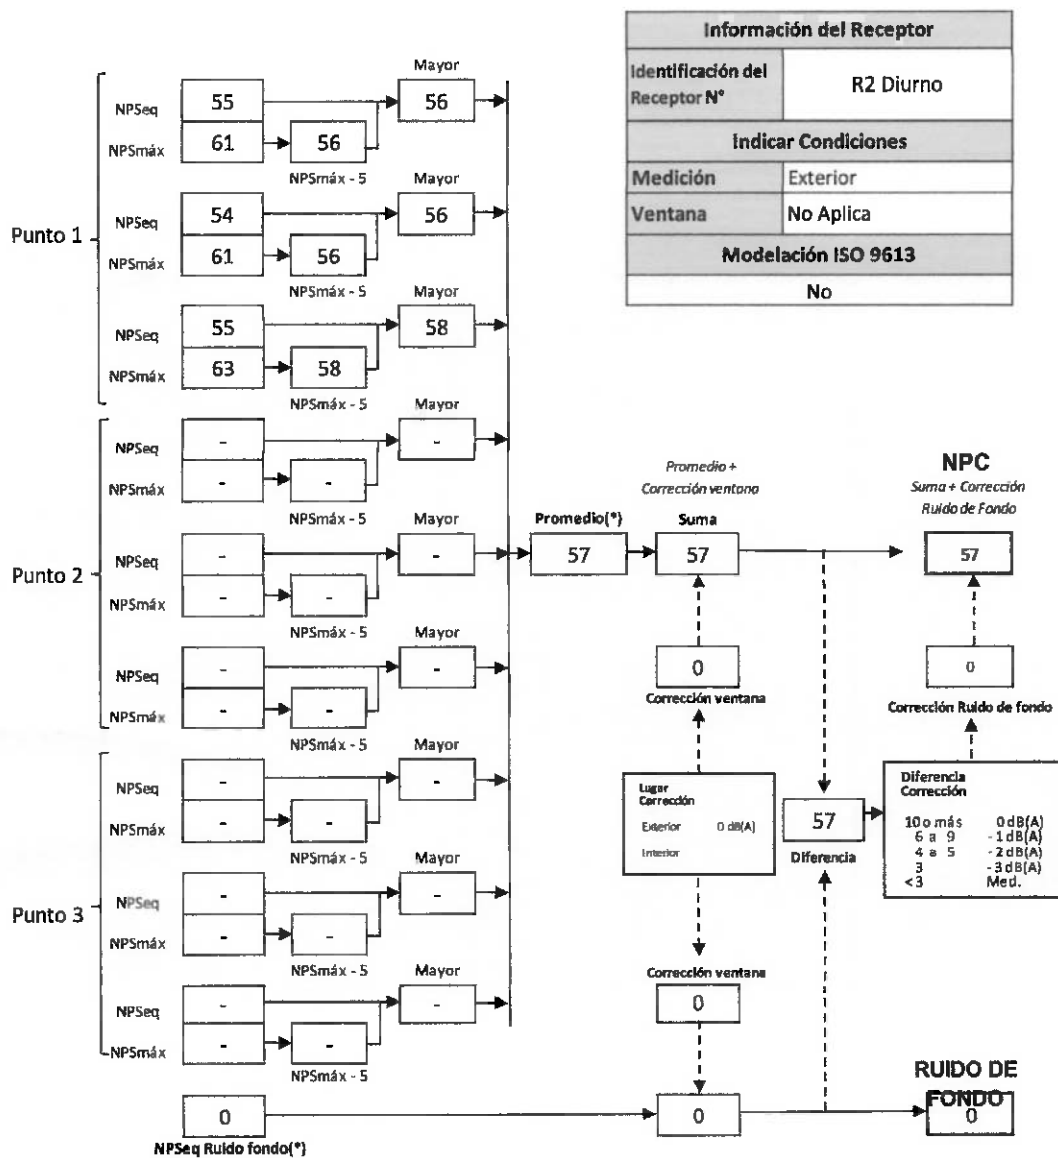 Información del Receptor
Identificación del Receptor N°
R2 Diurno
Indicar Condiciones
Medición Exterior
Ventana No Aplica
Modelación ISO 9613
No
Punto 1
Mayor
NPSeq 55 56
NPSmáx 61 56
NPSmáx - 5
Mayor
NPSeq 54 56
NPSmáx 61 56
NPSmáx - 5
Mayor
NPSeq 55 58
NPSmáx 63 58
NPSmáx - 5
Punto 2
Mayor
NPSeq - -
NPSmáx - -
NPSmáx - 5
Mayor
NPSeq - -
NPSmáx - -
NPSmáx - 5
Mayor
NPSeq - -
NPSmáx - -
NPSmáx - 5
Punto 3
Mayor
NPSeq - -
NPSmáx - -
NPSmáx - 5
Mayor
NPSeq - -
NPSmáx - -
NPSmáx - 5
Mayor
NPSeq - -
NPSmáx - -
NPSmáx - 5
Promedio(*)
57
Promedio +
Corrección ventana
Suma
57
0
Corrección ventana
NPC
Suma + Corrección
Ruido de Fondo
57
0
Corrección Ruido de fondo
Lugar
Corrección
Exterior 0 dB(A)
Interior
57
Diferencia
Diferencia
Corrección
10 o más 0 dB(A)
6 a 9 -1 dB(A)
4 a 5 -2 dB(A)
3 -3 dB(A)
<3 Med.
Corrección ventana
0
RUIDO DE
FONDO
0 0 0
NPSeq Ruido fondo(*)